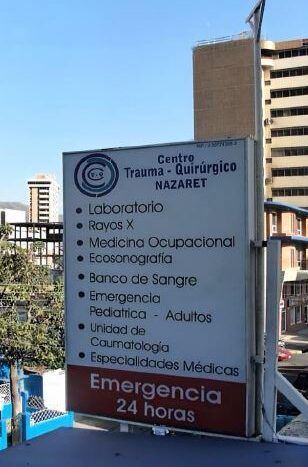 Centro
Trauma - Quirúrgico
NAZARET
• Laboratorio
• Rayos X
• Medicina Ocupacional
• Ecosonografía
• Banco de Sangre
• Emergencia
Pediatrica - Adultos
• Unidad de
Caumatología
• Especialidades Médicas
Emergencia
24 horas